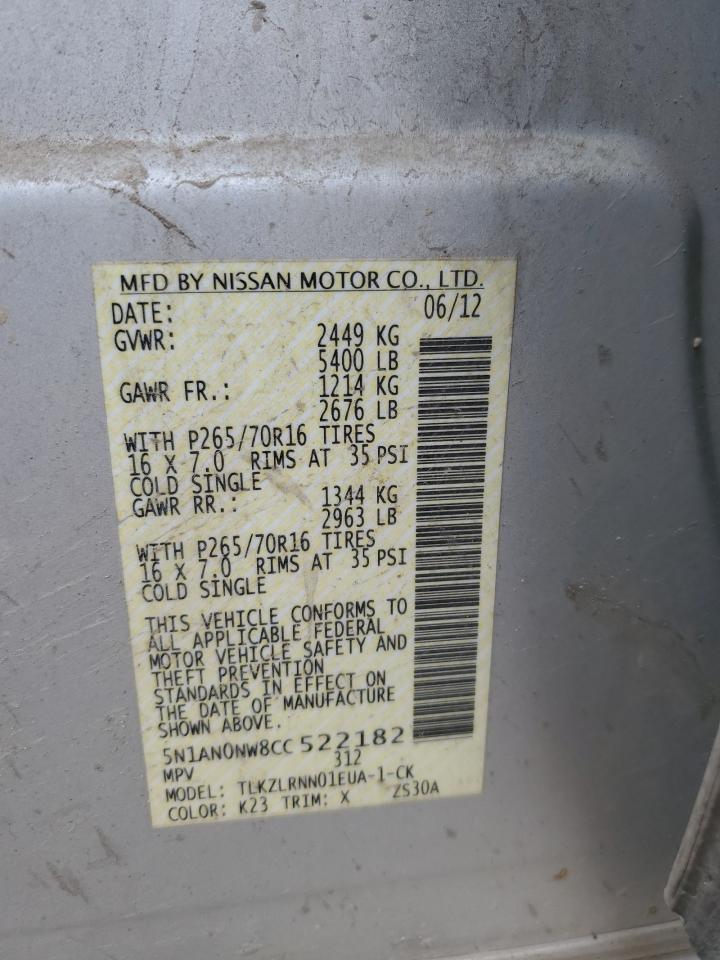 MFD BY NISSAN MOTOR CO., LTD.
DATE: 06/12
GVWR: 2449 KG
5400 LB
GAWR FR.: 1214 KG
2676 LB
WITH P265/70R16 TIRES
16 X 7.0 RIMS AT 35 PSI
COLD SINGLE
GAWR RR.: 1344 KG
2963 LB
WITH P265/70R16 TIRES
16 X 7.0 RIMS AT 35 PSI
COLD SINGLE
THIS VEHICLE CONFORMS TO
ALL APPLICABLE FEDERAL
MOTOR VEHICLE SAFETY AND
THEFT PREVENTION
STANDARDS IN EFFECT ON
THE DATE OF MANUFACTURE
SHOWN ABOVE.
5N1AN0NW8CC 522182
MPV 312
MODEL: TLKZLRNN01EUA-1-CK
COLOR: K23 TRIM: X ZS30A